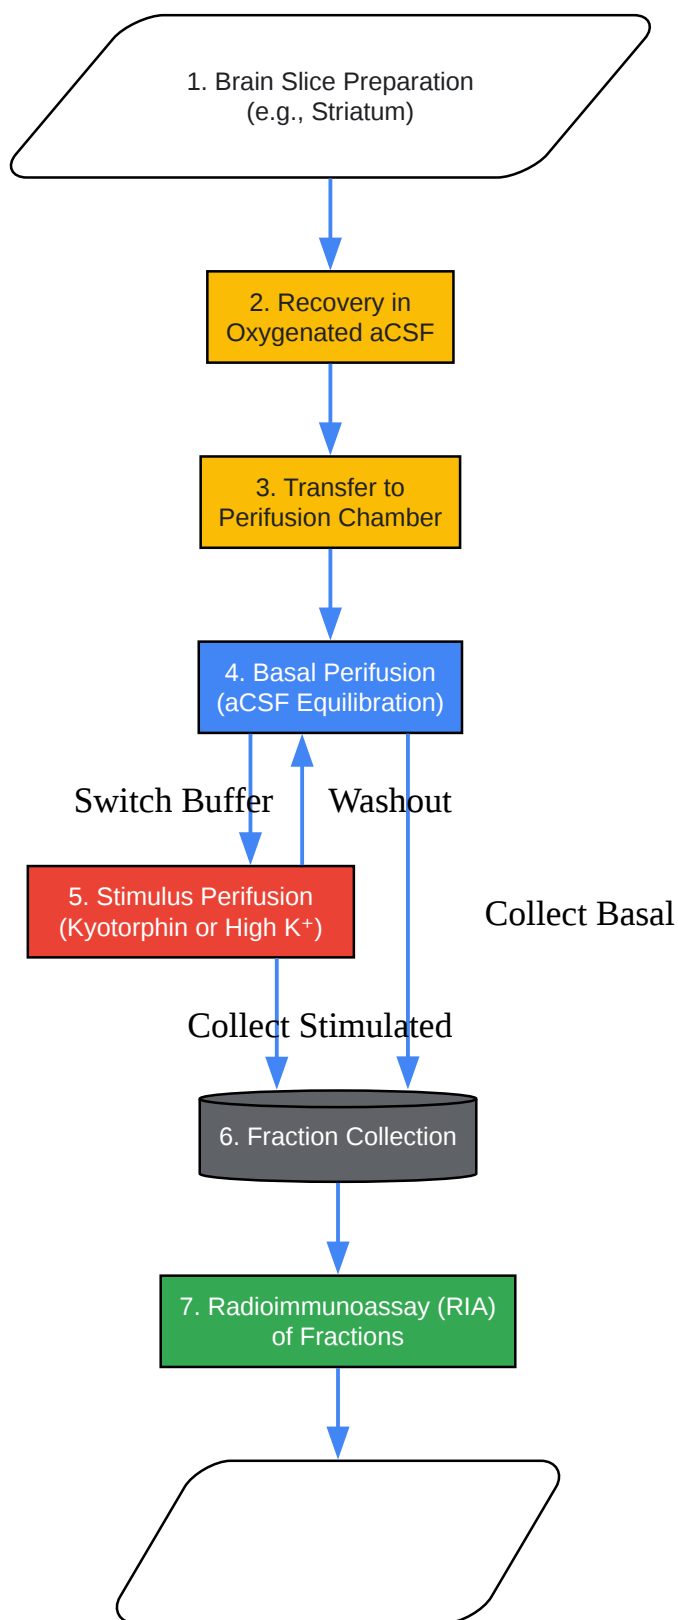 1. Brain Slice Preparation
(e.g., Striatum)
2. Recovery in
Oxygenated aCSF
3. Transfer to
Perifusion Chamber
4. Basal Perifusion
(aCSF Equilibration)
Switch Buffer
Washout
5. Stimulus Perifusion
(Kyotorphin or High K⁺)
Collect Basal
Collect Stimulated
6. Fraction Collection
7. Radioimmunoassay (RIA)
of Fractions